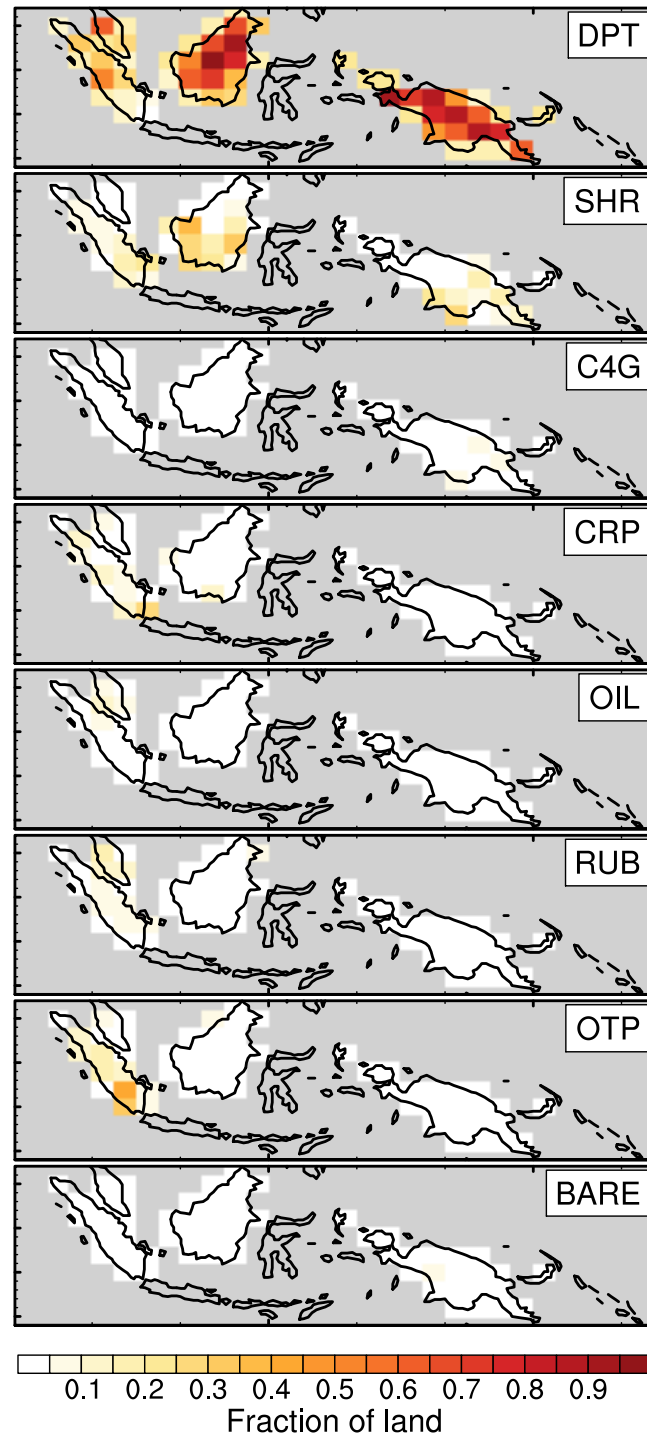 DPT
SHR
C4G
CRP
OIL
RUB
OTP
BARE
0.1 0.2 0.3 0.4 0.5 0.6 0.7 0.8 0.9
Fraction of land